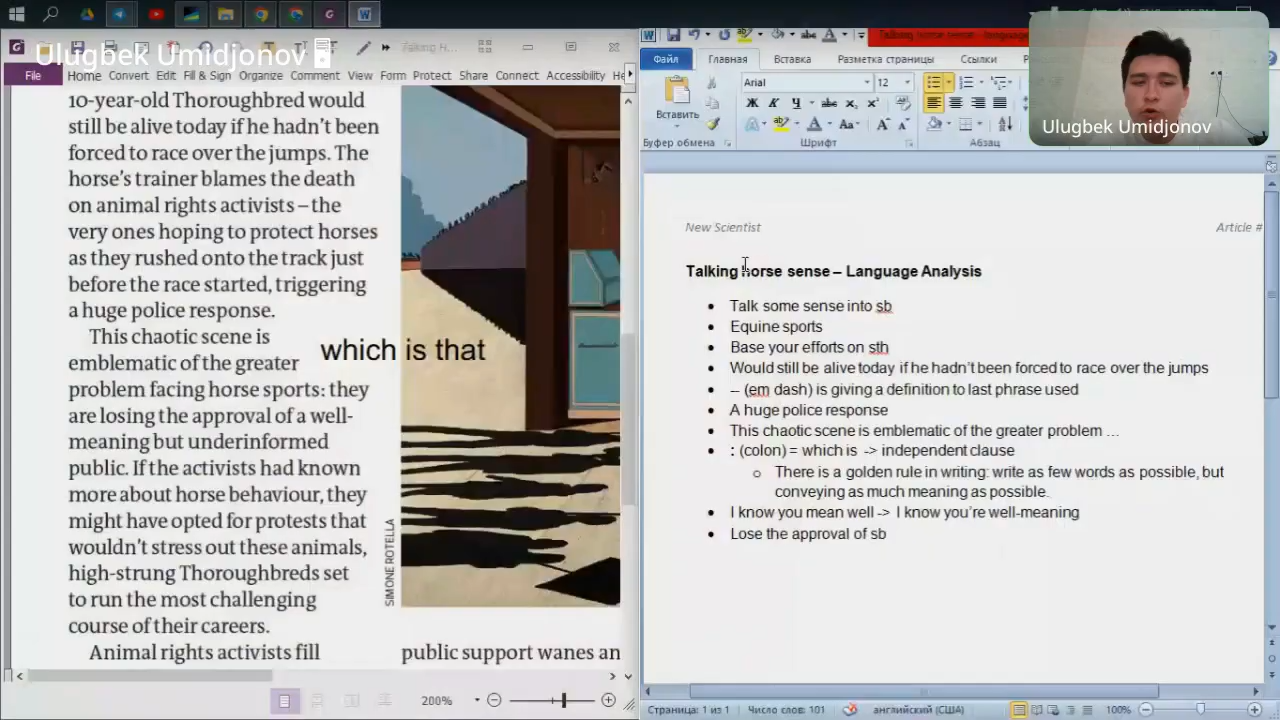 Ulugbek Umidjonov
Talking H...
File Home Convert Edit Fill & Sign Organize Comment View Form Protect Share Connect Accessibility He
10-year-old Thoroughbred would
still be alive today if he hadn't been
forced to race over the jumps. The
horse's trainer blames the death
on animal rights activists – the
very ones hoping to protect horses
as they rushed onto the track just
before the race started, triggering
a huge police response.
This chaotic scene is
emblematic of the greater
problem facing horse sports: they
are losing the approval of a well-
meaning but underinformed
public. If the activists had known
more about horse behaviour, they
might have opted for protests that
wouldn't stress out these animals,
high-strung Thoroughbreds set
to run the most challenging
course of their careers.
Animal rights activists fill
which is that
SIMONE ROTELLA
public support wanes an
200%
Talking horse sense - language
Файл Главная Вставка Разметка страницы Ссылки
Arial 12
Вставить
Ж К Ч abc X₂ X²
Aa
Буфер обмена Шрифт Абзац
Ulugbek Umidjonov
New Scientist Article #
Talking horse sense – Language Analysis
• Talk some sense into sb
• Equine sports
• Base your efforts on sth
• Would still be alive today if he hadn't been forced to race over the jumps
• – (em dash) is giving a definition to last phrase used
• A huge police response
• This chaotic scene is emblematic of the greater problem …
• : (colon) = which is -> independent clause
o There is a golden rule in writing: write as few words as possible, but
conveying as much meaning as possible.
• I know you mean well -> I know you're well-meaning
• Lose the approval of sb
Страница: 1 из 1 Число слов: 101 английский (США) 100%